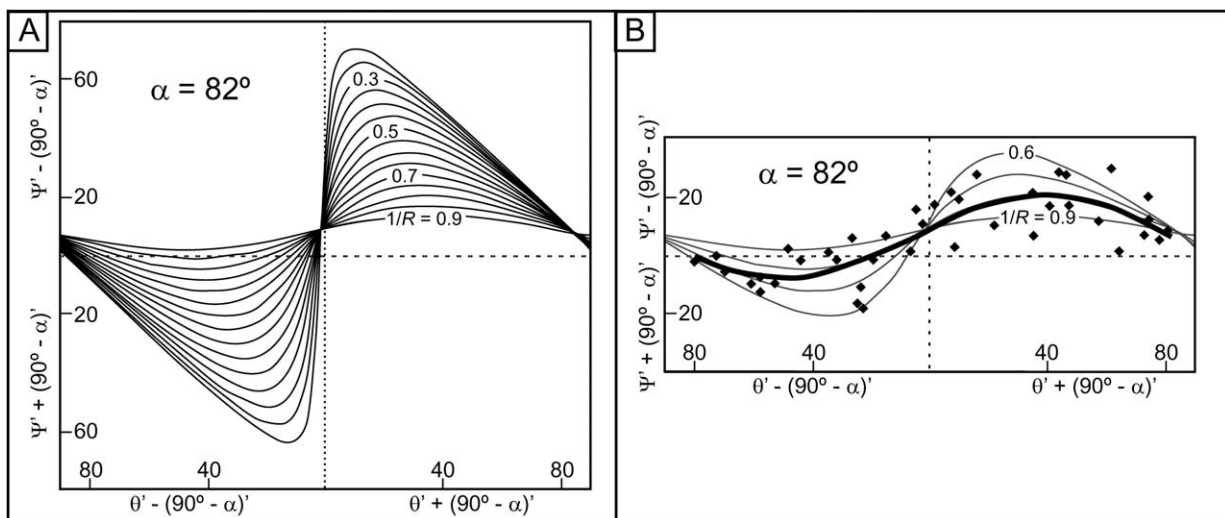 A
α = 82º
Ψ' - (90º - α)'
Ψ' + (90º - α)'
60
20
20
60
0.3
0.5
0.7
1/R = 0.9
80
40
40
80
θ' - (90º - α)'
θ' + (90º - α)'
B
α = 82º
Ψ' - (90º - α)'
Ψ' + (90º - α)'
20
20
0.6
1/R = 0.9
80
40
40
80
θ' - (90º - α)'
θ' + (90º - α)'